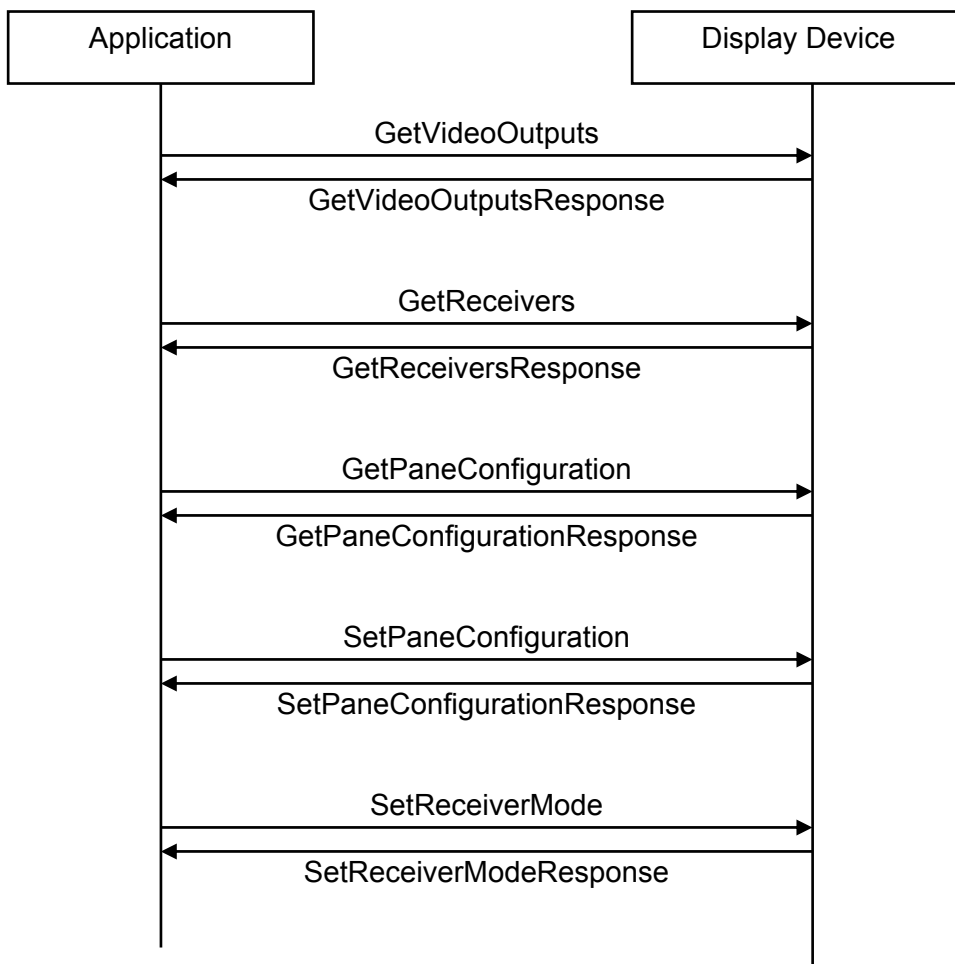 Application
Display Device
GetVideoOutputs
GetVideoOutputsResponse
GetReceivers
GetReceiversResponse
GetPaneConfiguration
GetPaneConfigurationResponse
SetPaneConfiguration
SetPaneConfigurationResponse
SetReceiverMode
SetReceiverModeResponse